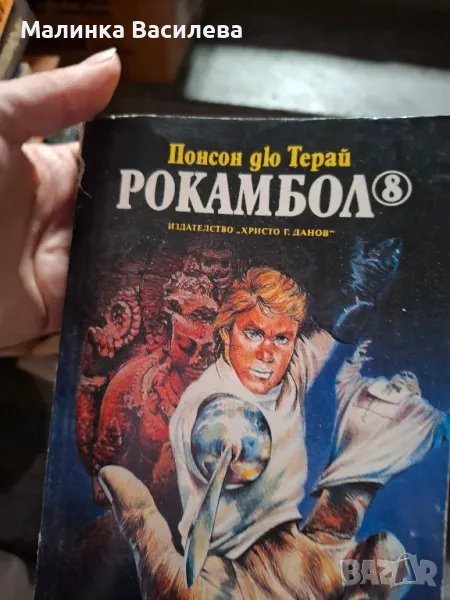 Малинка Василева
Понсон дю Терай
РОКАМБОЛ 8
ИЗДАТЕЛСТВО „ХРИСТО Г. ДАНОВ“
BAZAR